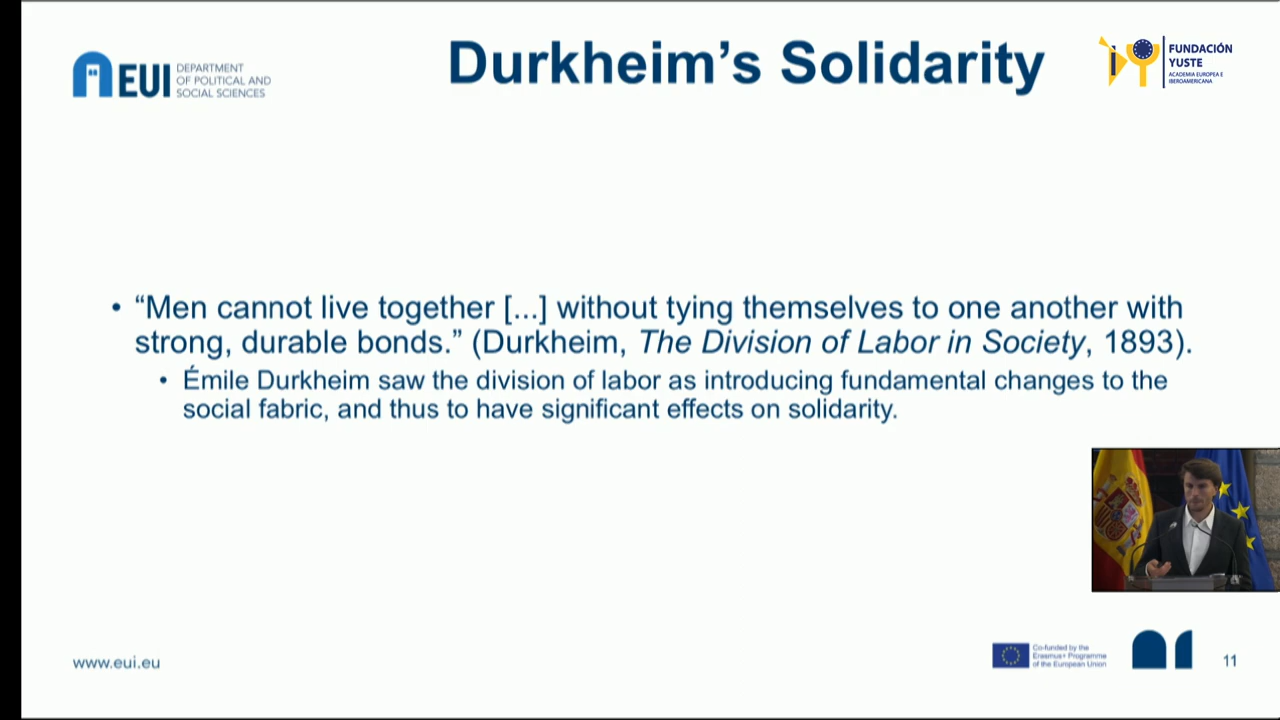 Durkheim’s Solidarity
EUI
DEPARTMENT
OF POLITICAL AND
SOCIAL SCIENCES
FUNDACIÓN
YUSTE
ACADEMIA EUROPEA E
IBEROAMERICANA
• “Men cannot live together [...] without tying themselves to one another with
strong, durable bonds.” (Durkheim, The Division of Labor in Society, 1893).
• Émile Durkheim saw the division of labor as introducing fundamental changes to the
social fabric, and thus to have significant effects on solidarity.
www.eui.eu
Co-funded by the
Erasmus+ Programme
of the European Union
11